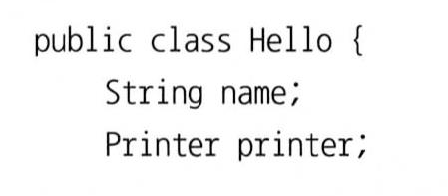 public class Hello {
String name;
Printer printer;